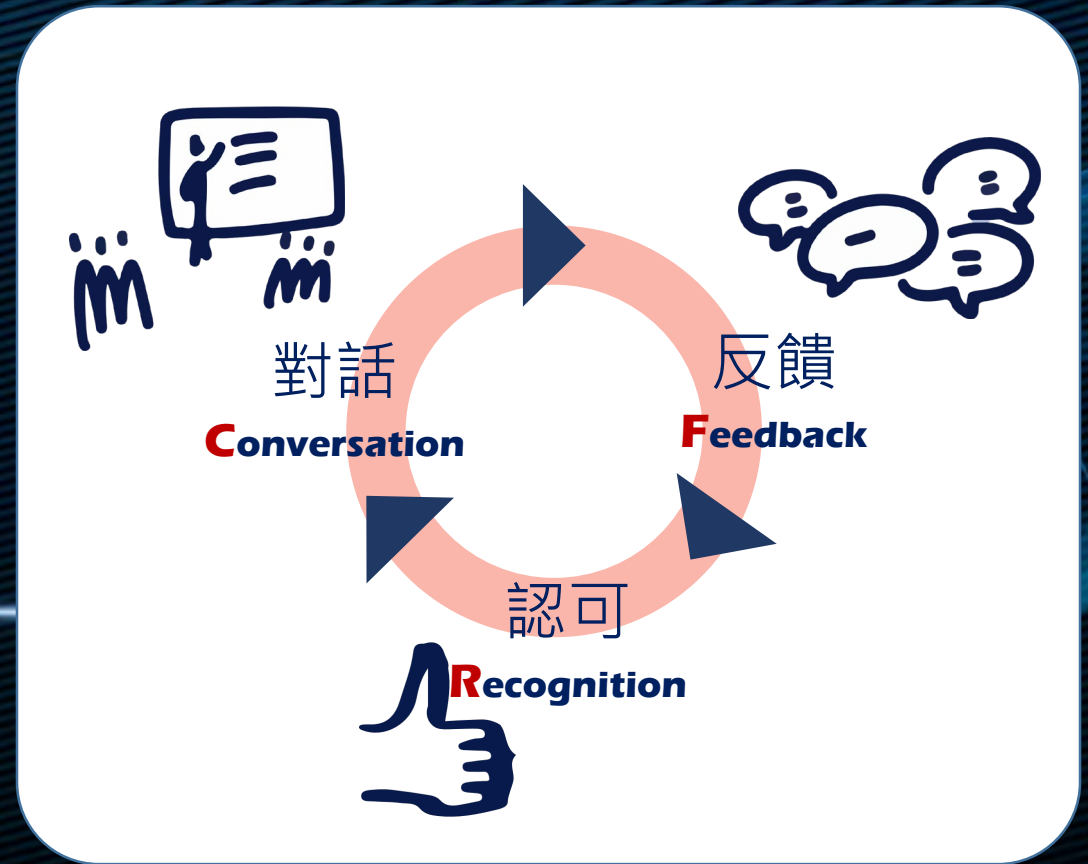 對話
Conversation
反饋
Feedback
認可
Recognition